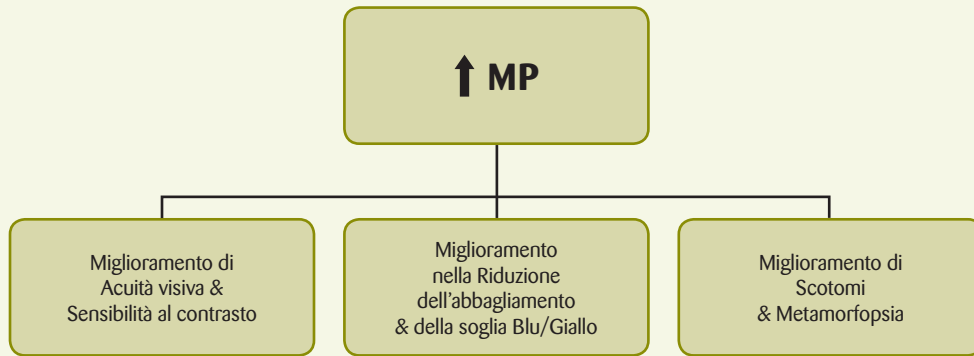 ⬆ MP
Miglioramento di
Acuità visiva &
Sensibilità al contrasto
Miglioramento
nella Riduzione
dell'abbagliamento
& della soglia Blu/Giallo
Miglioramento di
Scotomi
& Metamorfopsia